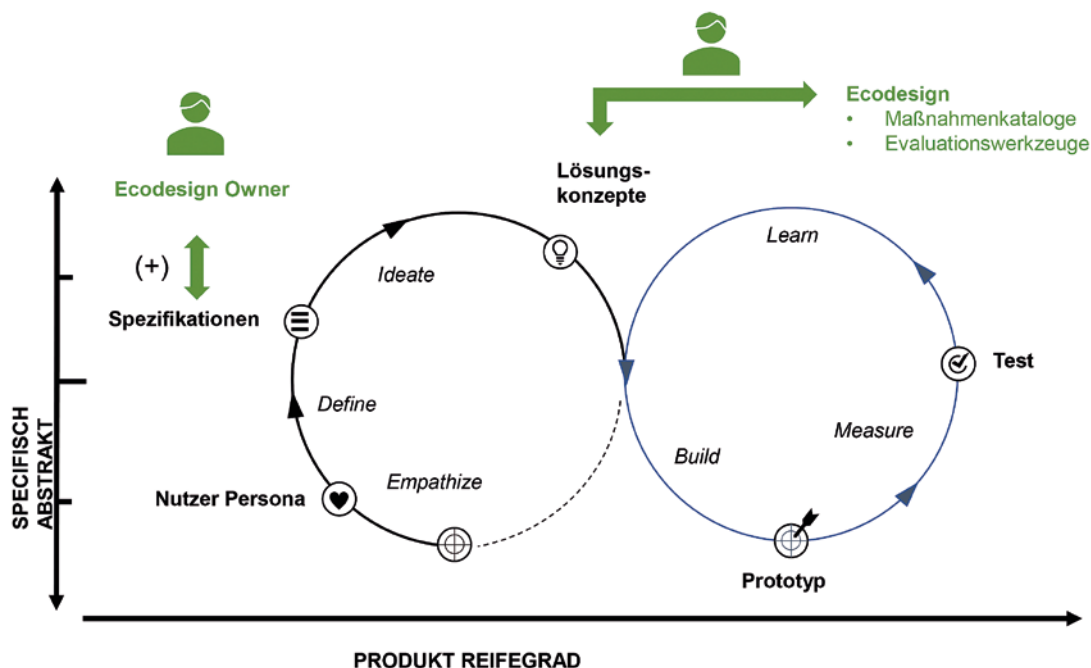 Ecodesign
• Maßnahmenkataloge
• Evaluationswerkzeuge
Ecodesign Owner
Lösungs-
konzepte
(+)
Spezifikationen
Ideate
Learn
Define
Test
Empathize
Nutzer Persona
Build
Measure
Prototyp
SPECIFISCH
ABSTRAKT
PRODUKT REIFEGRAD